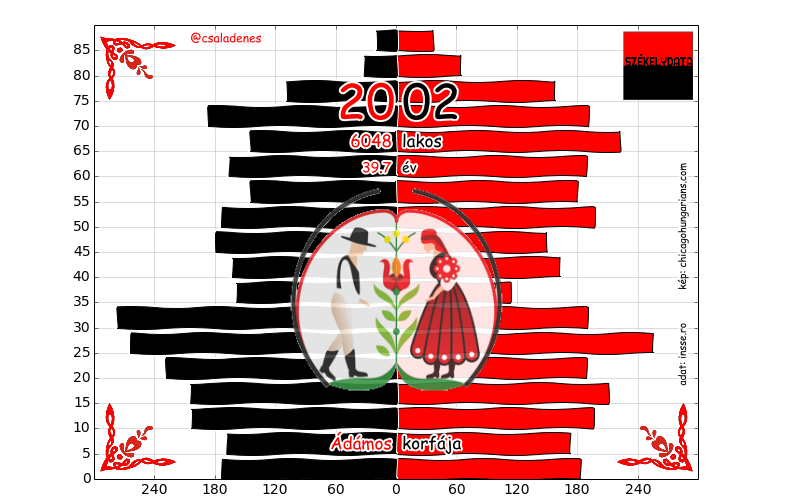 @csaladenes
SZÉKELYDATA
2002
6048 lakos
39.7 év
kép: chicagohungarians.com
adat: insse.ro
Ádámos korfája
85
80
75
70
65
60
55
50
45
40
35
30
25
20
15
10
5
0
240 180 120 60 0 60 120 180 240